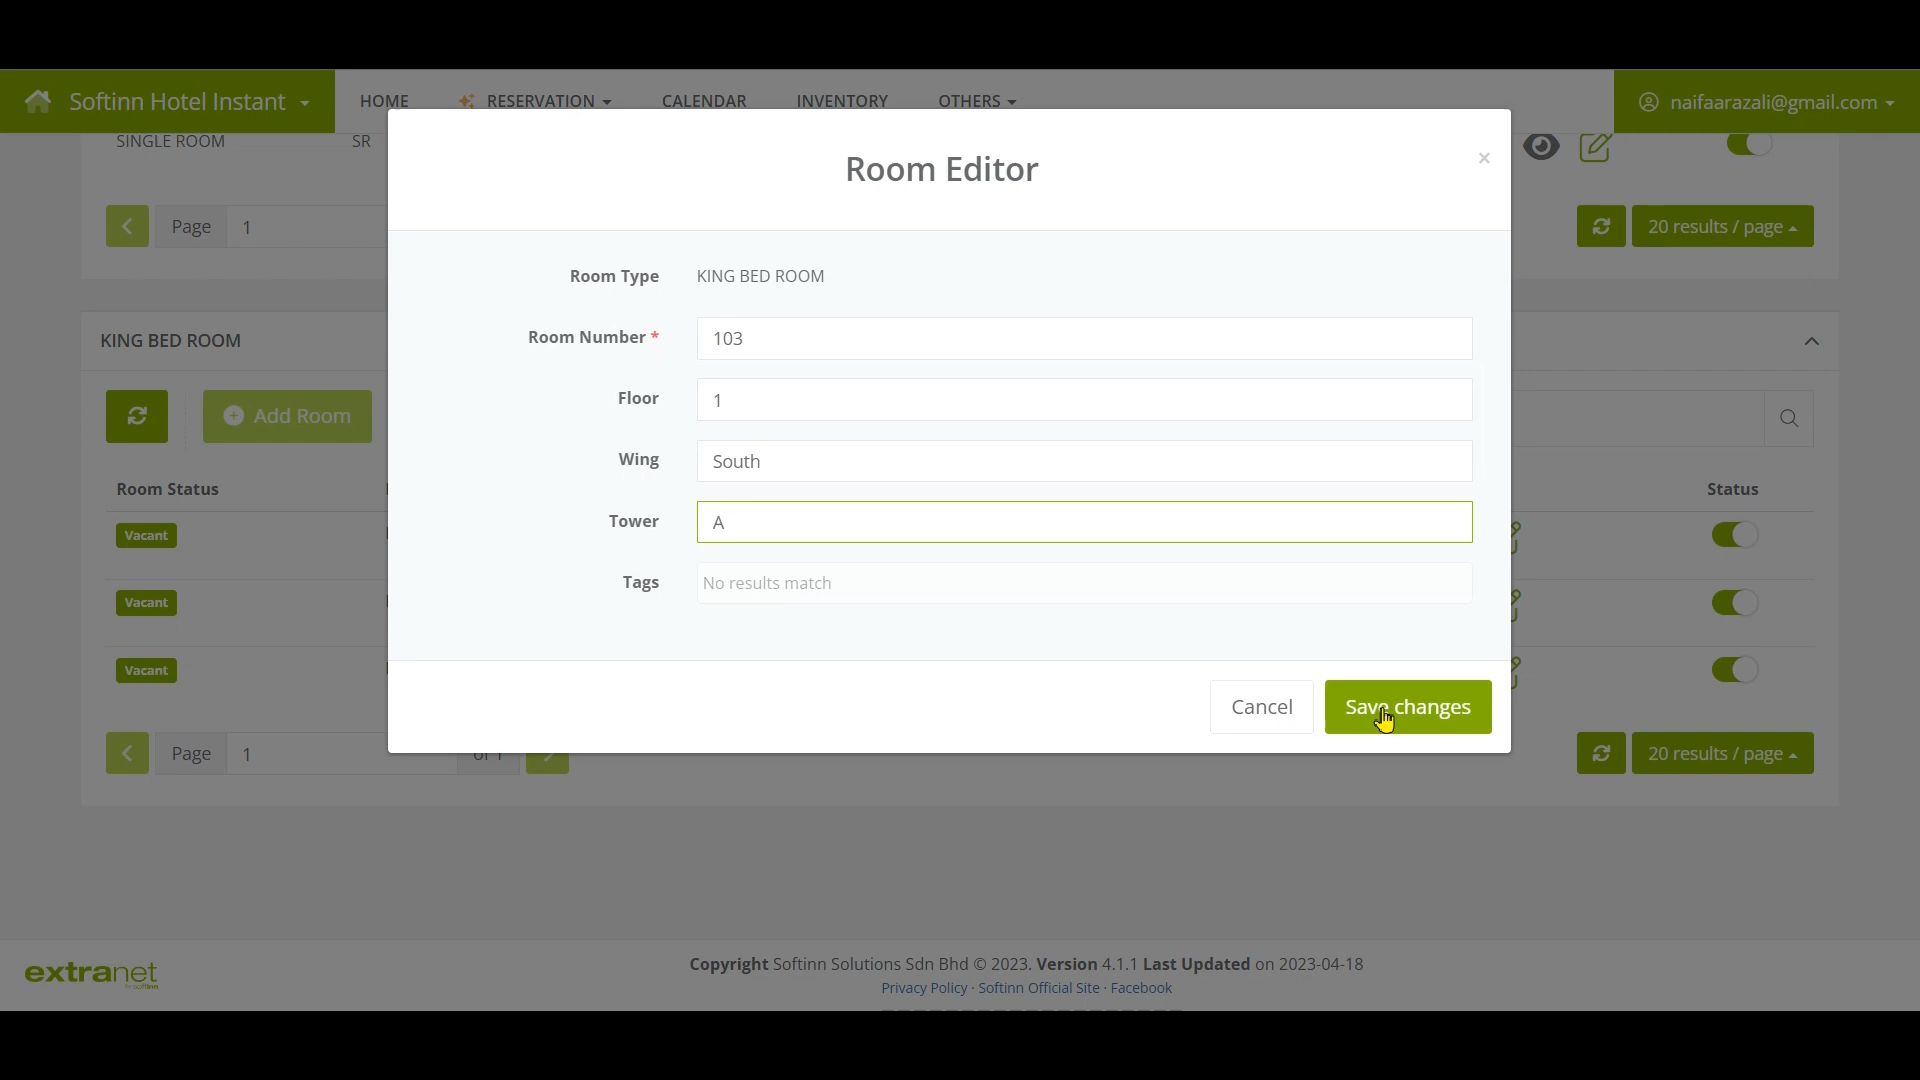 Softinn Hotel Instant
HOME
RESERVATION
CALENDAR
INVENTORY
OTHERS
naifaarazali@gmail.com
SINGLE ROOM
SR
Page
1
20 results / page
Room Editor
×
Room Type
KING BED ROOM
Room Number *
103
Floor
1
Wing
South
Tower
A
Tags
No results match
Cancel
Save changes
KING BED ROOM
Add Room
Room Status
Status
Vacant
Vacant
Vacant
Page
1
of 1
20 results / page
extranet
by softinn
Copyright Softinn Solutions Sdn Bhd © 2023. Version 4.1.1 Last Updated on 2023-04-18
Privacy Policy · Softinn Official Site · Facebook